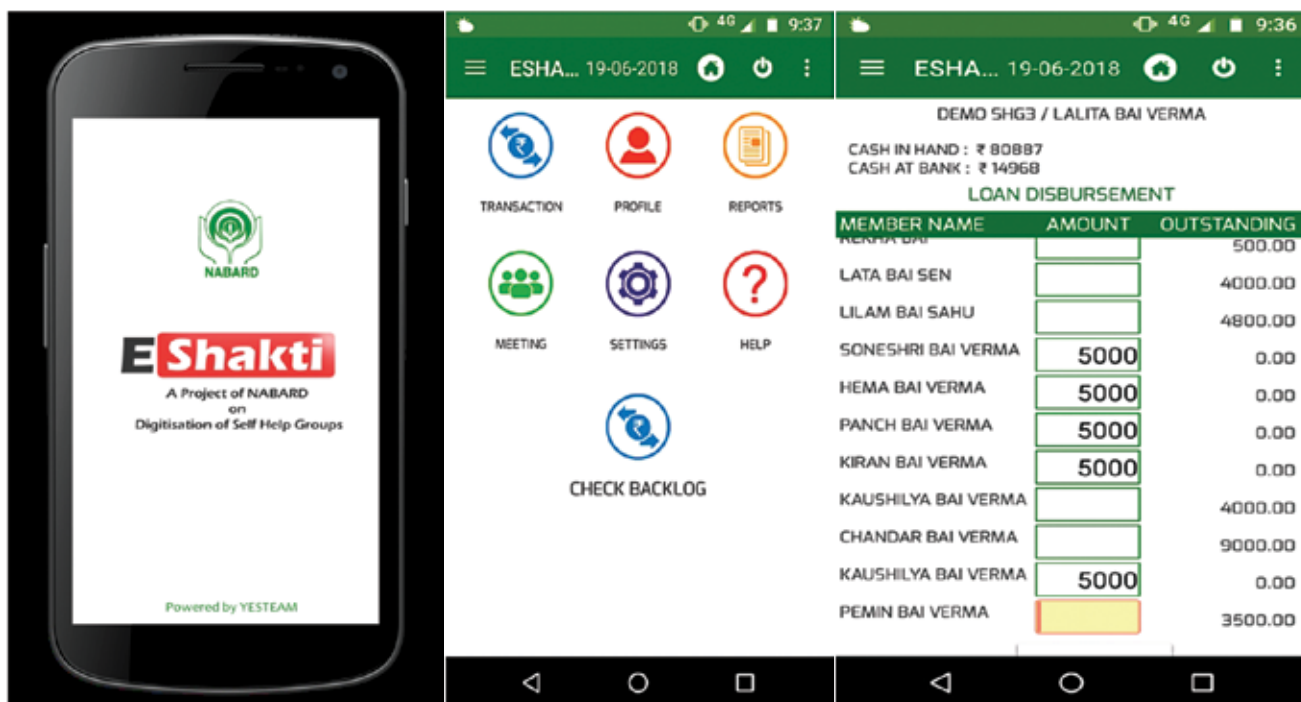 NABARD
E Shakti
A Project of NABARD
on
Digitisation of Self Help Groups
Powered by YESTEAM
4G 9:37
ESHA... 19-06-2018
TRANSACTION PROFILE REPORTS
MEETING SETTINGS HELP
CHECK BACKLOG
4G 9:36
ESHA... 19-06-2018
DEMO SHG3 / LALITA BAI VERMA
CASH IN HAND : ₹ 80887
CASH AT BANK : ₹ 14968
LOAN DISBURSEMENT
MEMBER NAME AMOUNT OUTSTANDING
REKHA BAI 500.00
LATA BAI SEN 4000.00
LILAM BAI SAHU 4800.00
SONESHRI BAI VERMA 5000 0.00
HEMA BAI VERMA 5000 0.00
PANCH BAI VERMA 5000 0.00
KIRAN BAI VERMA 5000 0.00
KAUSHILYA BAI VERMA 4000.00
CHANDAR BAI VERMA 9000.00
KAUSHILYA BAI VERMA 5000 0.00
PEMIN BAI VERMA 3500.00